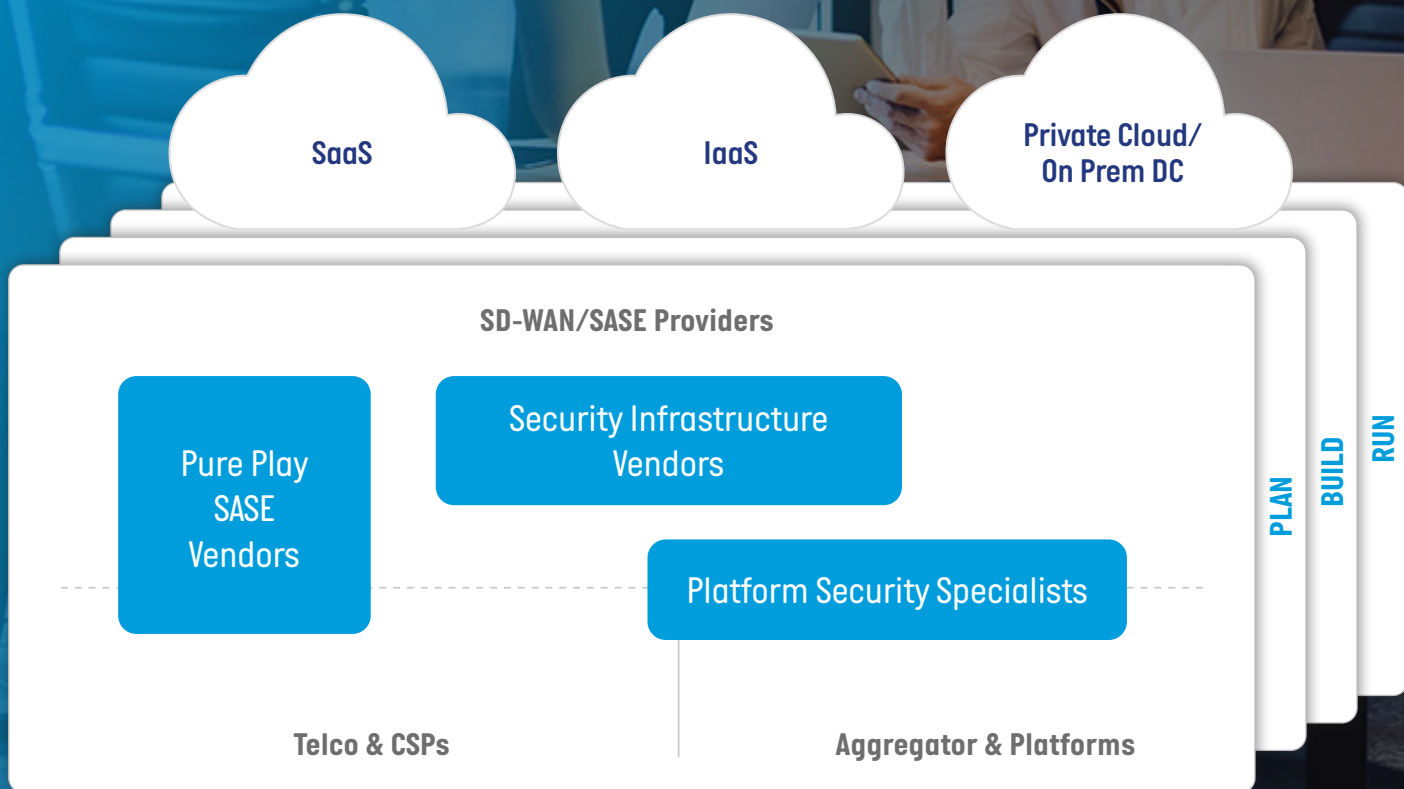 SaaS
IaaS
Private Cloud/
On Prem DC
SD-WAN/SASE Providers
Pure Play
SASE
Vendors
Security Infrastructure
Vendors
Platform Security Specialists
Telco & CSPs
Aggregator & Platforms
PLAN
BUILD
RUN